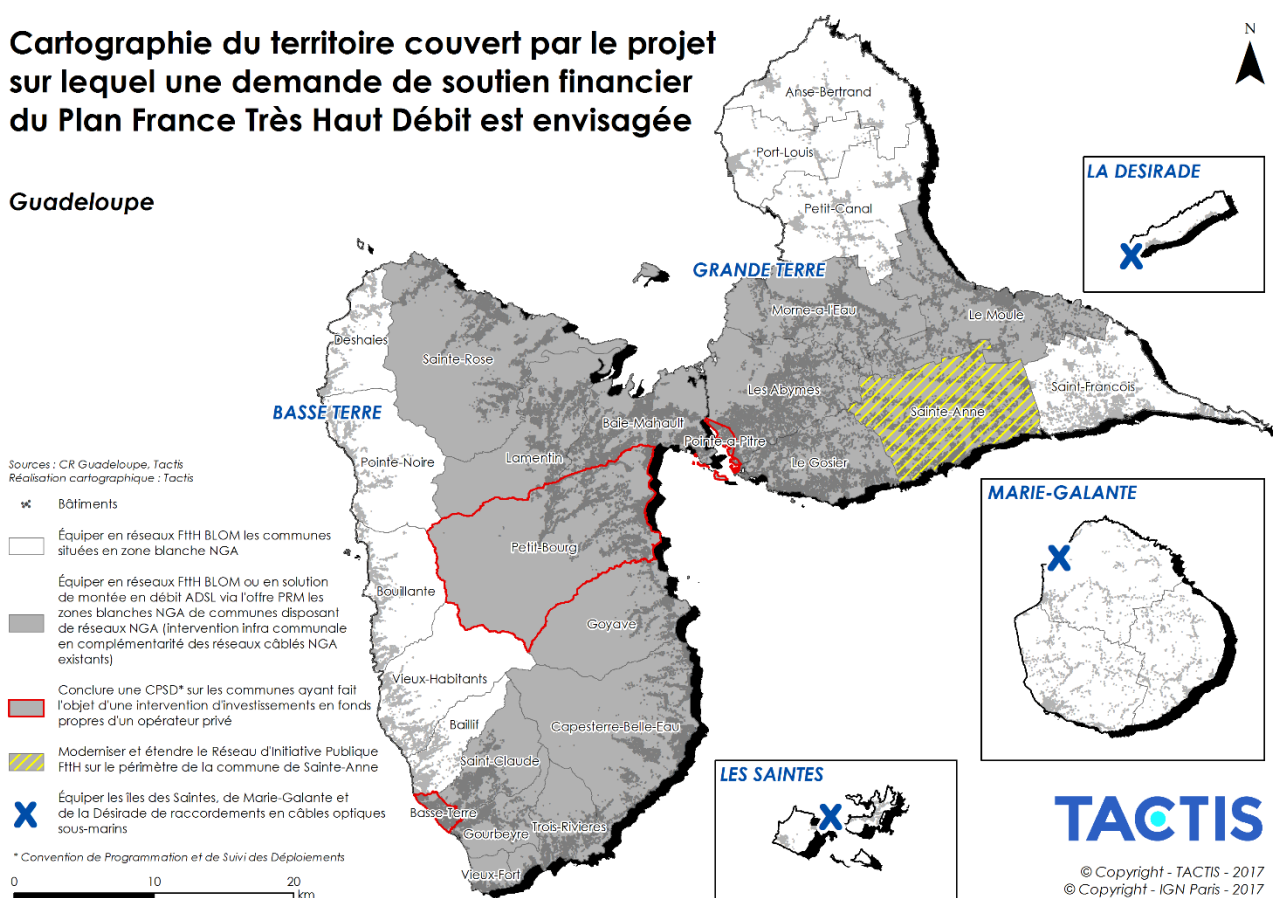 Cartographie du territoire couvert par le projet
sur lequel une demande de soutien financier
du Plan France Très Haut Débit est envisagée
Guadeloupe
N
Anse-Bertrand
Port-Louis
Petit-Canal
LA DESIRADE
GRANDE TERRE
Morne-a-l'Eau
Le Moule
Deshaies
Sainte-Rose
Les Abymes
Saint-François
Sainte-Anne
BASSE TERRE
Baie-Mahault
Pointe-a-Pitre
Lamentin
Le Gosier
Pointe-Noire
Sources : CR Guadeloupe, Tactis
Réalisation cartographique : Tactis
Bâtiments
Équiper en réseaux FttH BLOM les communes
situées en zone blanche NGA
Équiper en réseaux FttH BLOM ou en solution
de montée en débit ADSL via l'offre PRM les
zones blanches NGA de communes disposant
de réseaux NGA (intervention infra communale
en complémentarité des réseaux câblés NGA
existants)
Conclure une CPSD* sur les communes ayant fait
l'objet d'une intervention d'investissements en fonds
propres d'un opérateur privé
Moderniser et étendre le Réseau d'Initiative Publique
FttH sur le périmètre de la commune de Sainte-Anne
Équiper les îles des Saintes, de Marie-Galante et
de la Désirade de raccordements en câbles optiques
sous-marins
* Convention de Programmation et de Suivi des Déploiements
0 10 20
km
Petit-Bourg
Bouillante
Goyave
Vieux-Habitants
Baillif
Capesterre-Belle-Eau
Saint-Claude
Basse-Terre
Gourbeyre
Trois-Rivieres
Vieux-Fort
MARIE-GALANTE
LES SAINTES
TACTIS
© Copyright - TACTIS - 2017
© Copyright - IGN Paris - 2017